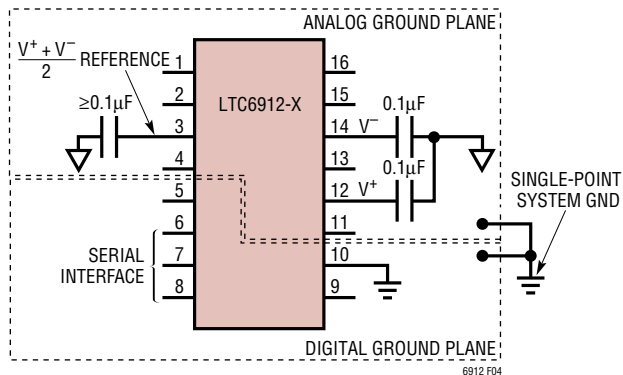 ANALOG GROUND PLANE
V+ + V−
2
REFERENCE
≥0.1µF
1
2
3
4
5
6
7
8
LTC6912-X
16
15
14 V−
13
12 V+
11
10
9
0.1µF
0.1µF
SERIAL
INTERFACE
SINGLE-POINT
SYSTEM GND
DIGITAL GROUND PLANE
6912 F04